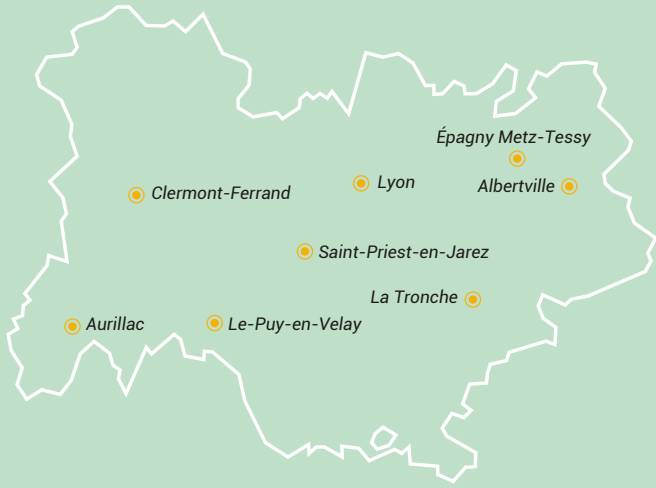 Épagny Metz-Tessy
Lyon
Albertville
Clermont-Ferrand
Saint-Priest-en-Jarez
La Tronche
Aurillac
Le-Puy-en-Velay